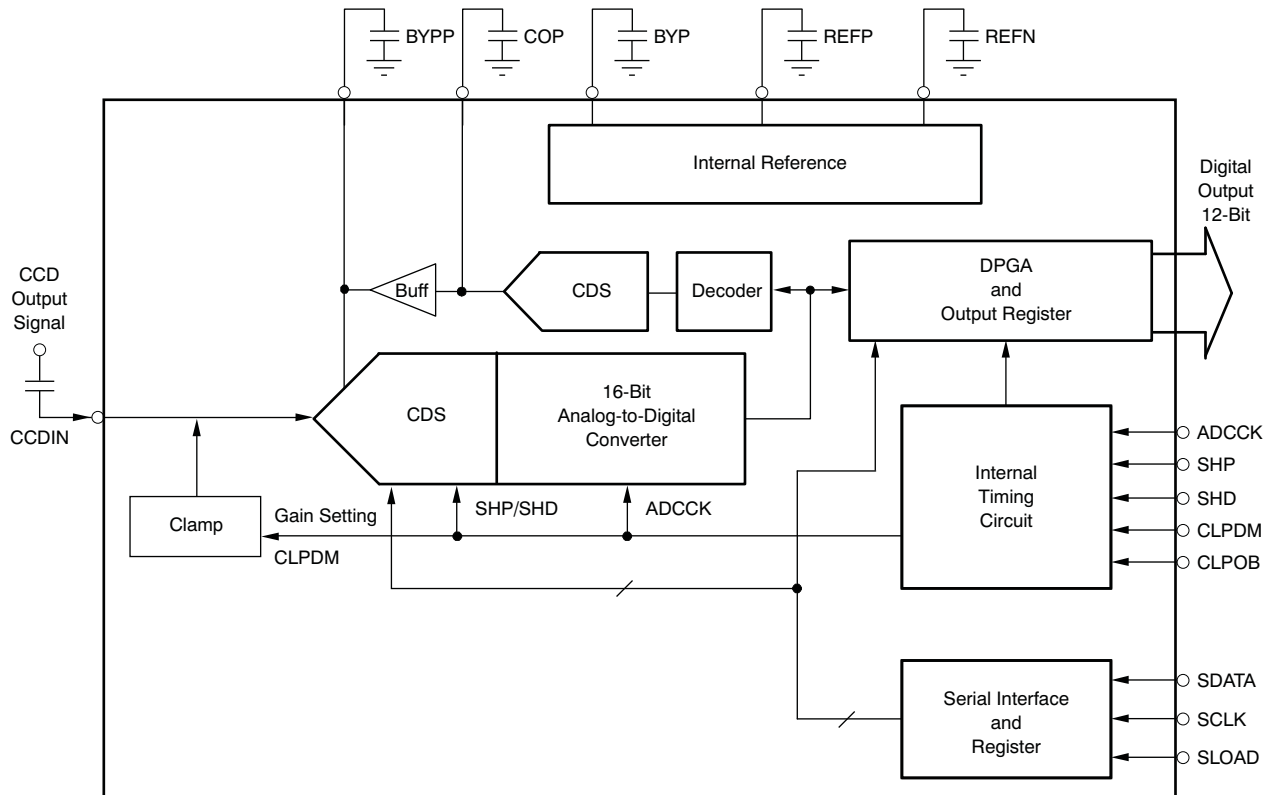 BYPP
COP
BYP
REFP
REFN
Internal Reference
Digital
Output
12-Bit
CCD
Output
Signal
Buff
CDS
Decoder
DPGA
and
Output Register
CCDIN
CDS
16-Bit
Analog-to-Digital
Converter
Internal
Timing
Circuit
ADCCK
SHP
SHD
CLPDM
CLPOB
Clamp
Gain Setting
CLPDM
SHP/SHD
ADCCK
Serial Interface
and
Register
SDATA
SCLK
SLOAD